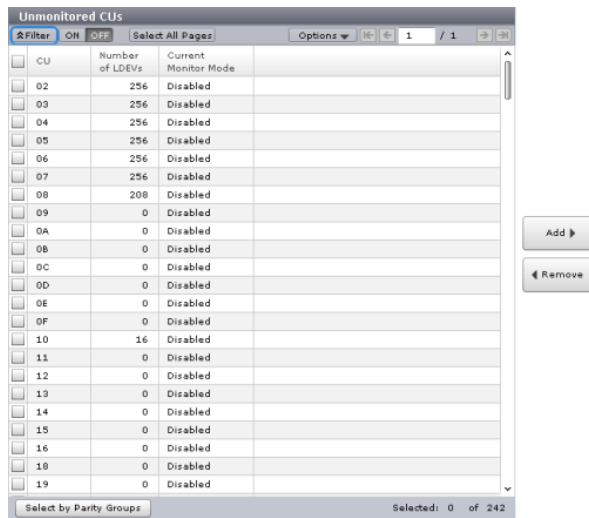 Unmonitored CUs
Filter ON OFF Select All Pages Options 1 / 1
CU Number of LDEVs Current Monitor Mode
02 256 Disabled
03 256 Disabled
04 256 Disabled
05 256 Disabled
06 256 Disabled
07 256 Disabled
08 208 Disabled
09 0 Disabled
0A 0 Disabled
0B 0 Disabled
0C 0 Disabled
0D 0 Disabled
0E 0 Disabled
0F 0 Disabled
10 16 Disabled
11 0 Disabled
12 0 Disabled
13 0 Disabled
14 0 Disabled
15 0 Disabled
16 0 Disabled
18 0 Disabled
19 0 Disabled
Select by Parity Groups Selected: 0 of 242
Add
Remove